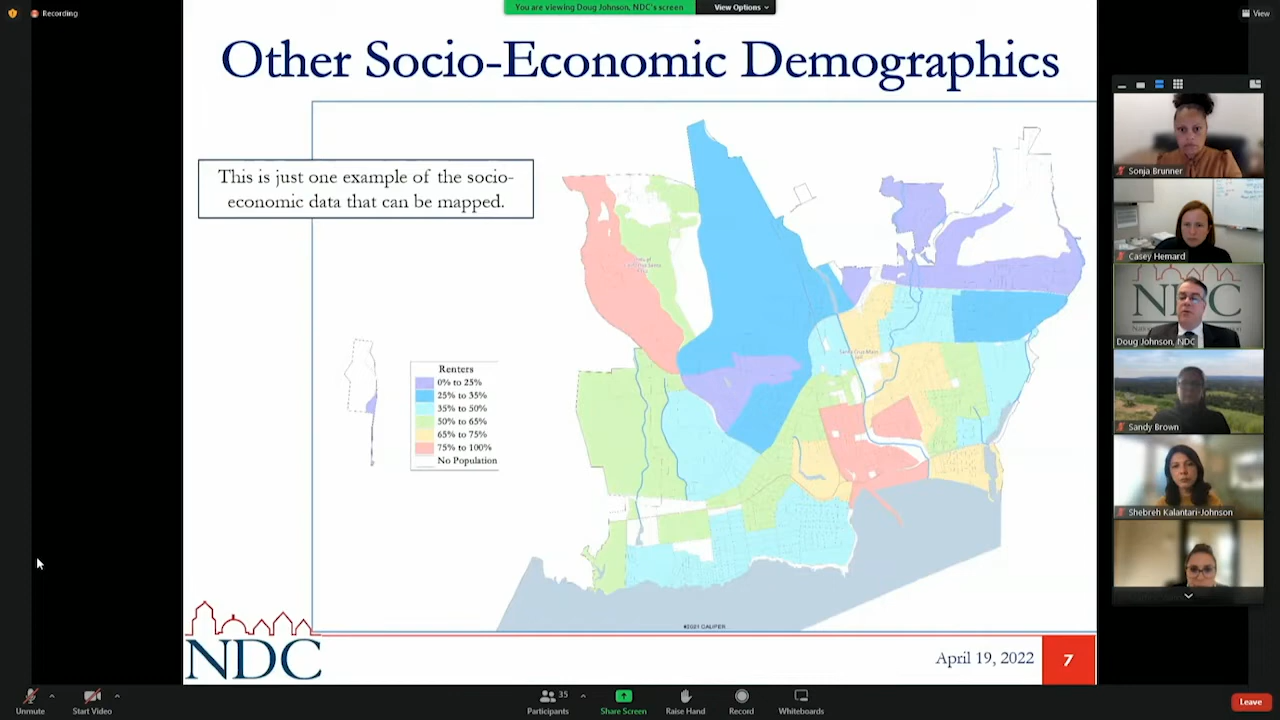 Recording
You are viewing Doug Johnson, NDC's screen
View Options
View
Other Socio-Economic Demographics
This is just one example of the socio-
economic data that can be mapped.
Renters
0% to 25%
25% to 35%
35% to 50%
50% to 65%
65% to 75%
75% to 100%
No Population
©2021 CALIPER
NDC
April 19, 2022
7
Sonja Brunner
Casey Hemard
NDC
Doug Johnson, NDC
Sandy Brown
Shebreh Kalantari-Johnson
Unmute
Start Video
35
Participants
Share Screen
Raise Hand
Record
Whiteboards
Leave